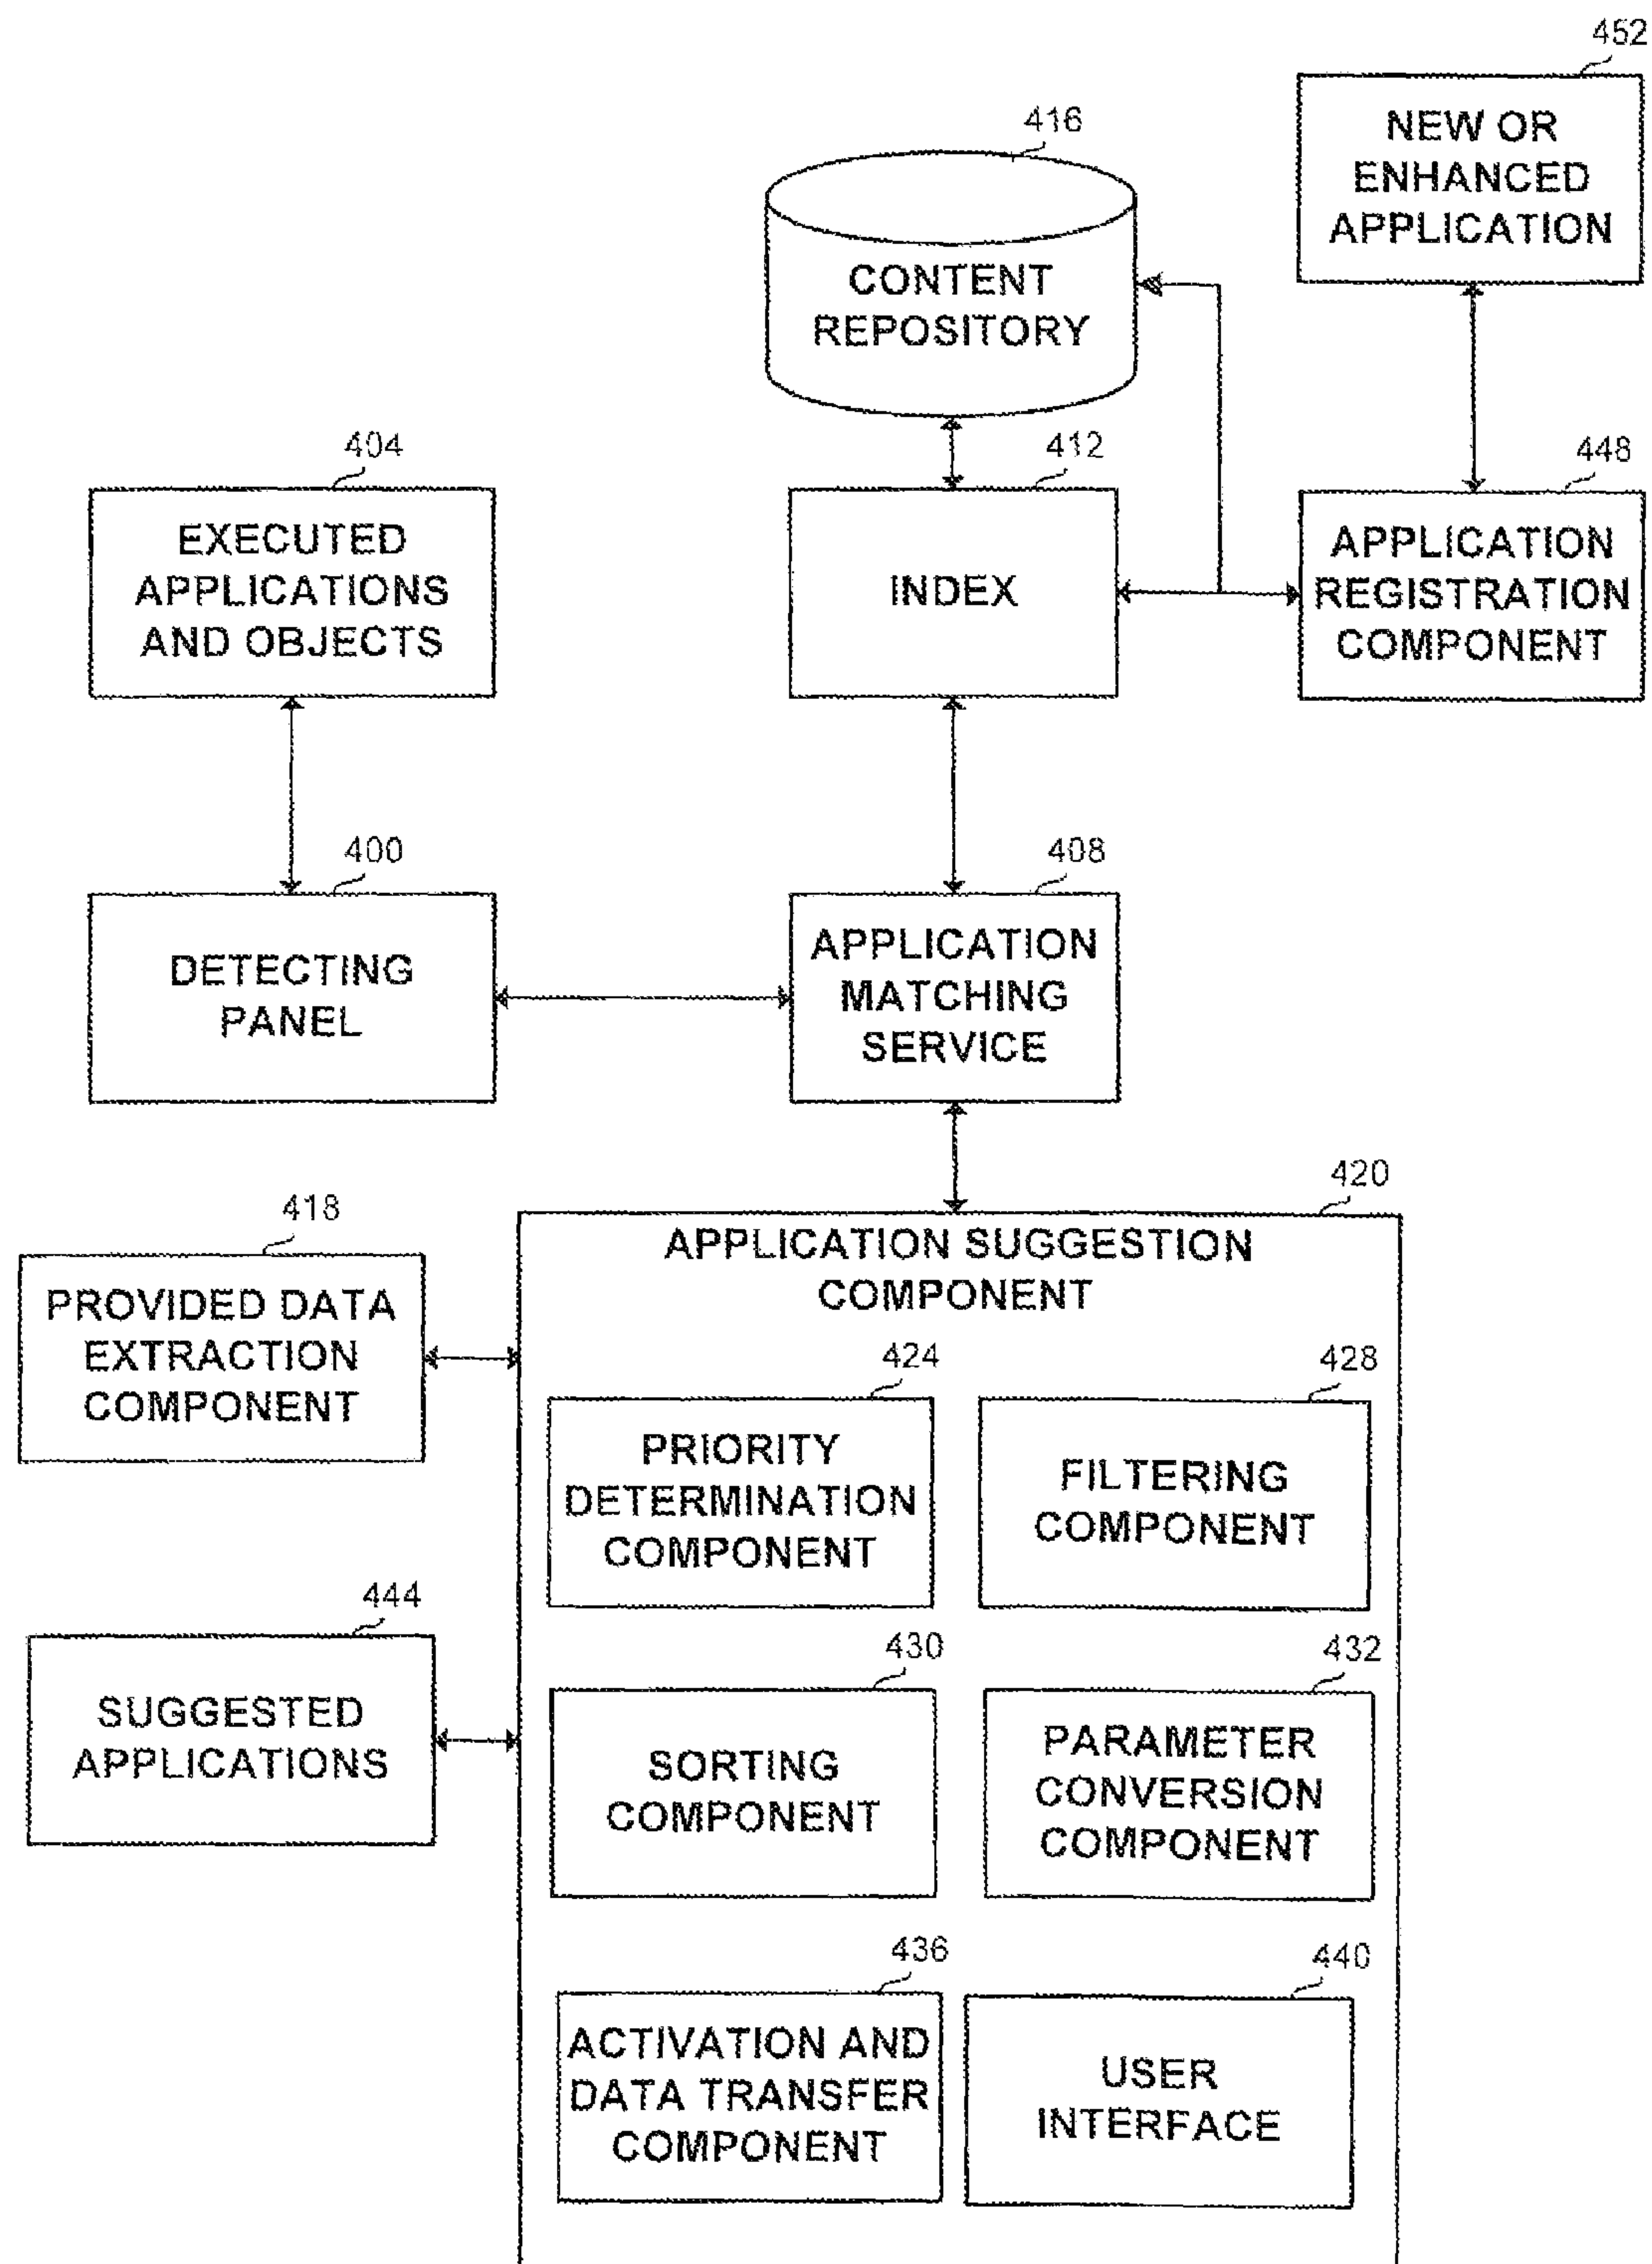 452
NEW OR
ENHANCED
APPLICATION
416
CONTENT
REPOSITORY
404
EXECUTED
APPLICATIONS
AND OBJECTS
412
INDEX
448
APPLICATION
REGISTRATION
COMPONENT
400
DETECTING
PANEL
408
APPLICATION
MATCHING
SERVICE
420
APPLICATION SUGGESTION
COMPONENT
418
PROVIDED DATA
EXTRACTION
COMPONENT
424
PRIORITY
DETERMINATION
COMPONENT
428
FILTERING
COMPONENT
444
SUGGESTED
APPLICATIONS
430
SORTING
COMPONENT
432
PARAMETER
CONVERSION
COMPONENT
436
ACTIVATION AND
DATA TRANSFER
COMPONENT
440
USER
INTERFACE